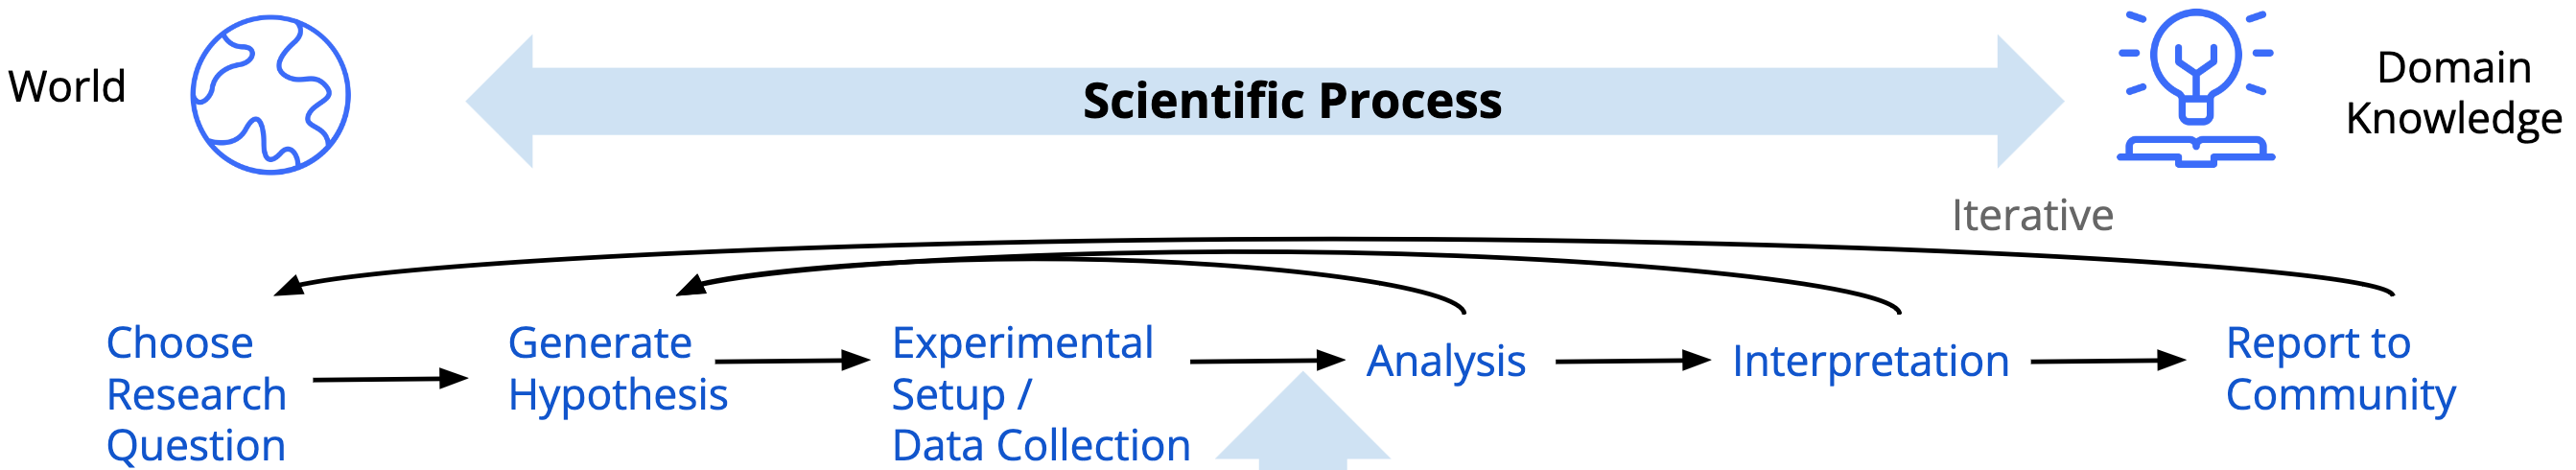 World
Scientific Process
Domain
Knowledge
Iterative
Choose
Research
Question
Generate
Hypothesis
Experimental
Setup /
Data Collection
Analysis
Interpretation
Report to
Community